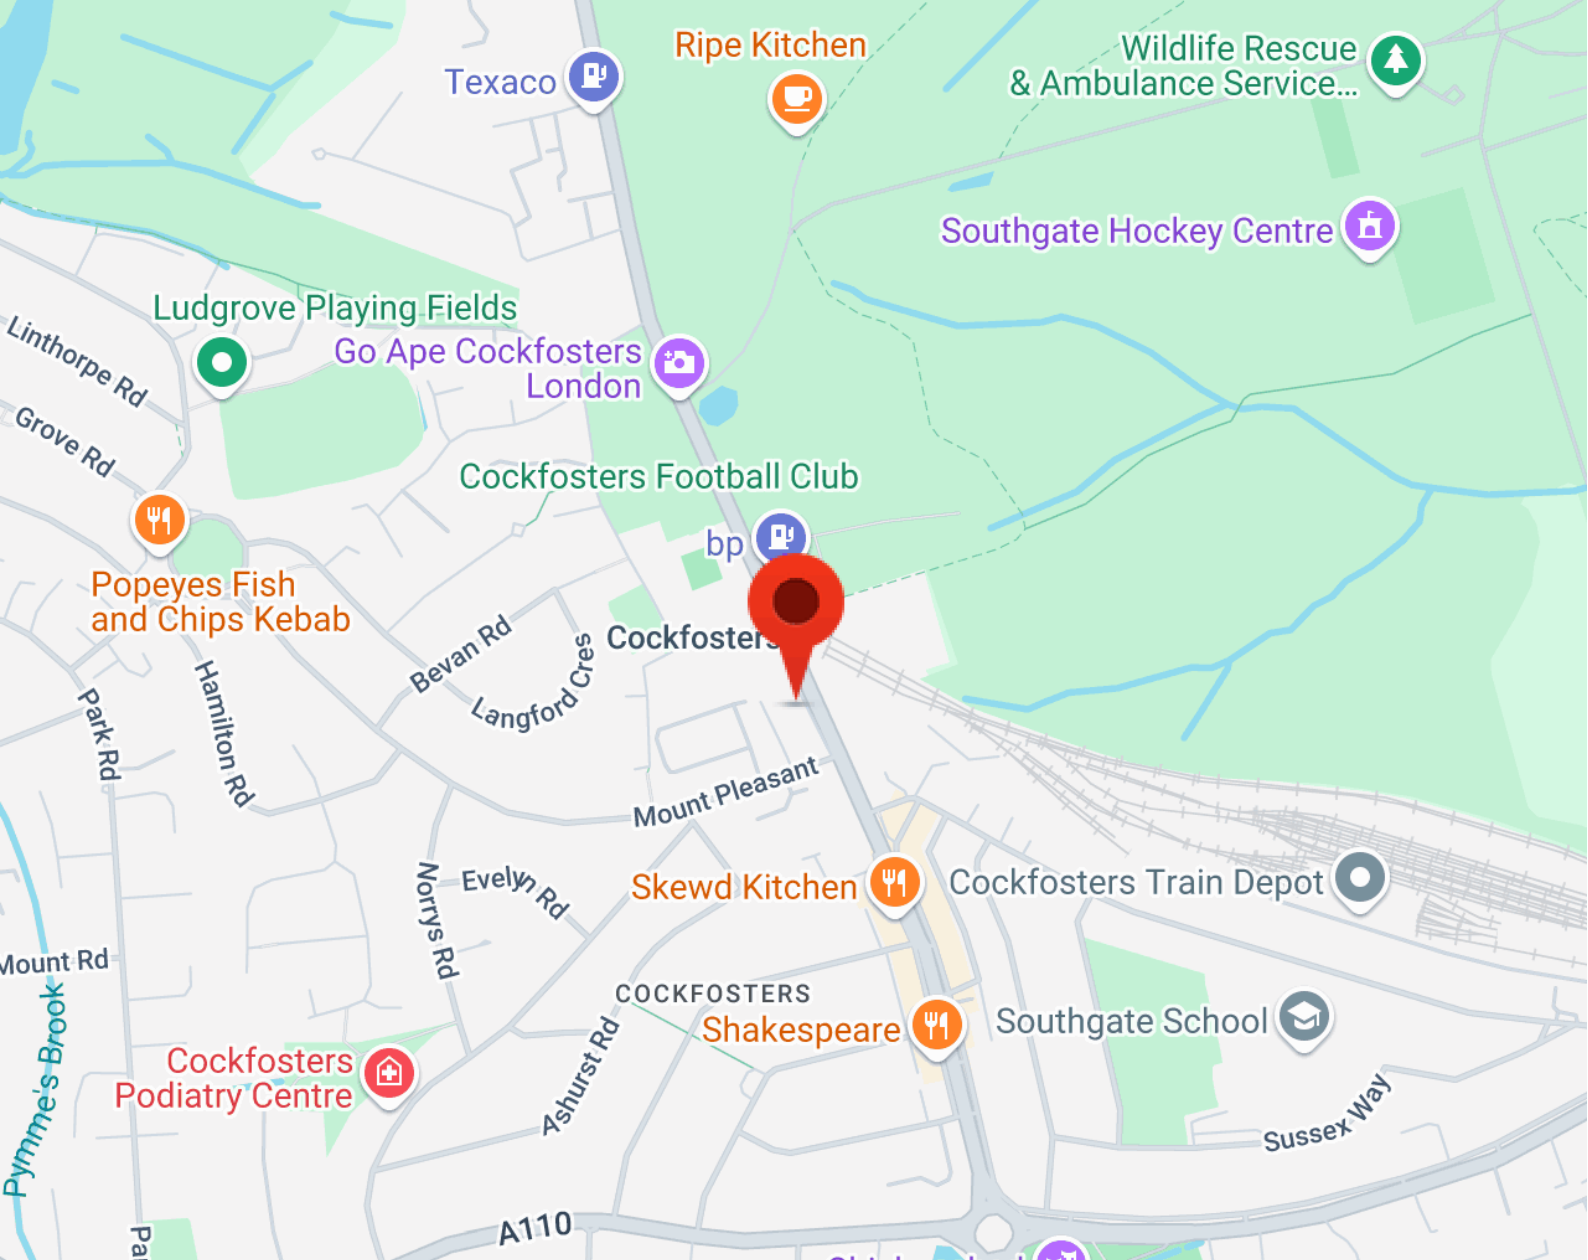 Ripe Kitchen
Wildlife Rescue
& Ambulance Service...
Texaco
Southgate Hockey Centre
Ludgrove Playing Fields
Linthorpe Rd
Go Ape Cockfosters
London
Grove Rd
Cockfosters Football Club
bp
Popeyes Fish
and Chips Kebab
Bevan Rd
Cockfosters
Langford Cres
Hamilton Rd
Park Rd
Mount Pleasant
Evelyn Rd
Skewd Kitchen
Cockfosters Train Depot
Norrys Rd
Mount Rd
COCKFOSTERS
Shakespeare
Southgate School
Pymme's Brook
Ashurst Rd
Cockfosters
Podiatry Centre
Sussex Way
A110